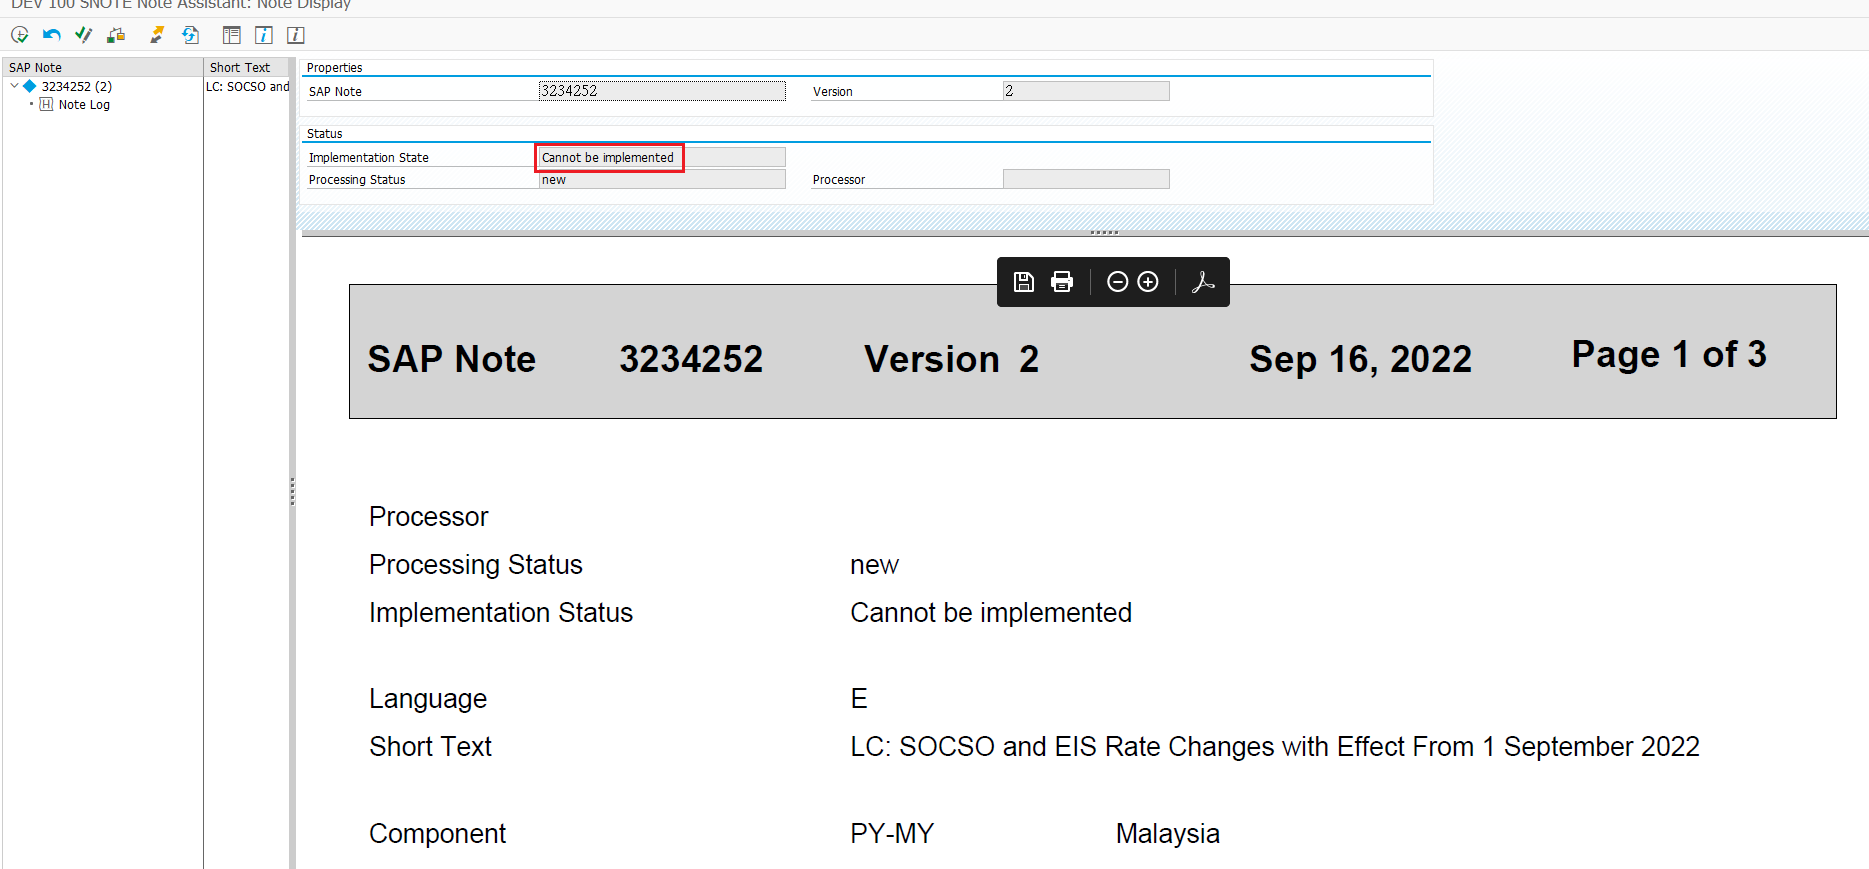 DEV 100 SNOTE Note Assistant: Note Display
SAP Note Short Text
3234252 (2) LC: SOCSO and
Note Log
Properties
SAP Note 3234252 Version 2
Status
Implementation State Cannot be implemented
Processing Status new Processor
SAP Note 3234252 Version 2 Sep 16, 2022 Page 1 of 3
Processor
Processing Status new
Implementation Status Cannot be implemented
Language E
Short Text LC: SOCSO and EIS Rate Changes with Effect From 1 September 2022
Component PY-MY Malaysia